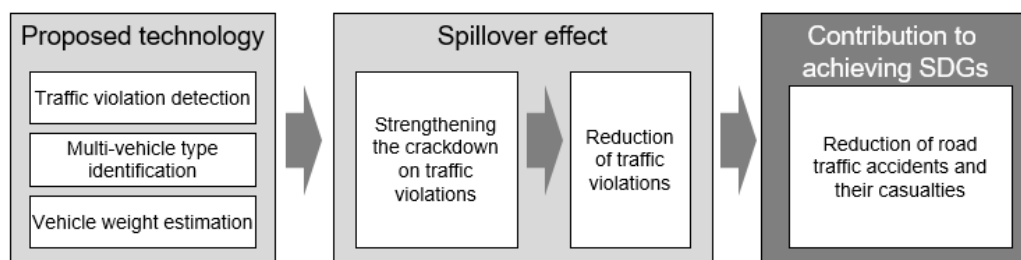 Proposed technology
Traffic violation detection
Multi-vehicle type
identification
Vehicle weight estimation
Spillover effect
Strengthening
the crackdown
on traffic
violations
Reduction
of traffic
violations
Contribution to
achieving SDGs
Reduction of road
traffic accidents and
their casualties